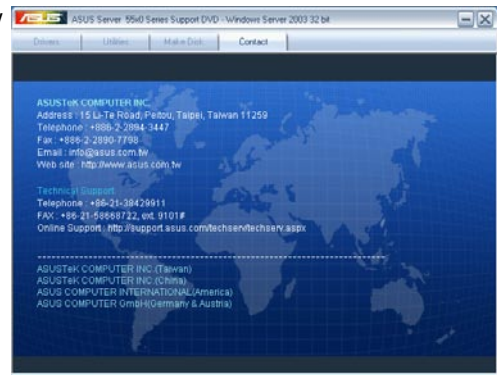 ASUS Server 55x0 Series Support DVD - Windows Server 2003 32 bit
Drivers Utilities Make Disk Contact
ASUSTeK COMPUTER INC.
Address : 15 Li-Te Road, Peitou, Taipei, Taiwan 11259
Telephone : +886-2-2894-3447
Fax : +886-2-2890-7798
Email : info@asus.com.tw
Web site : http://www.asus.com.tw
Technical Support
Telephone : +86-21-38429911
FAX : +86-21-58668722, ext. 9101#
Online Support : http://support.asus.com/techserv/techserv.aspx
ASUSTeK COMPUTER INC.(Taiwan)
ASUSTeK COMPUTER INC.(China)
ASUS COMPUTER INTERNATIONAL(America)
ASUS COMPUTER GmbH(Germany & Austria)